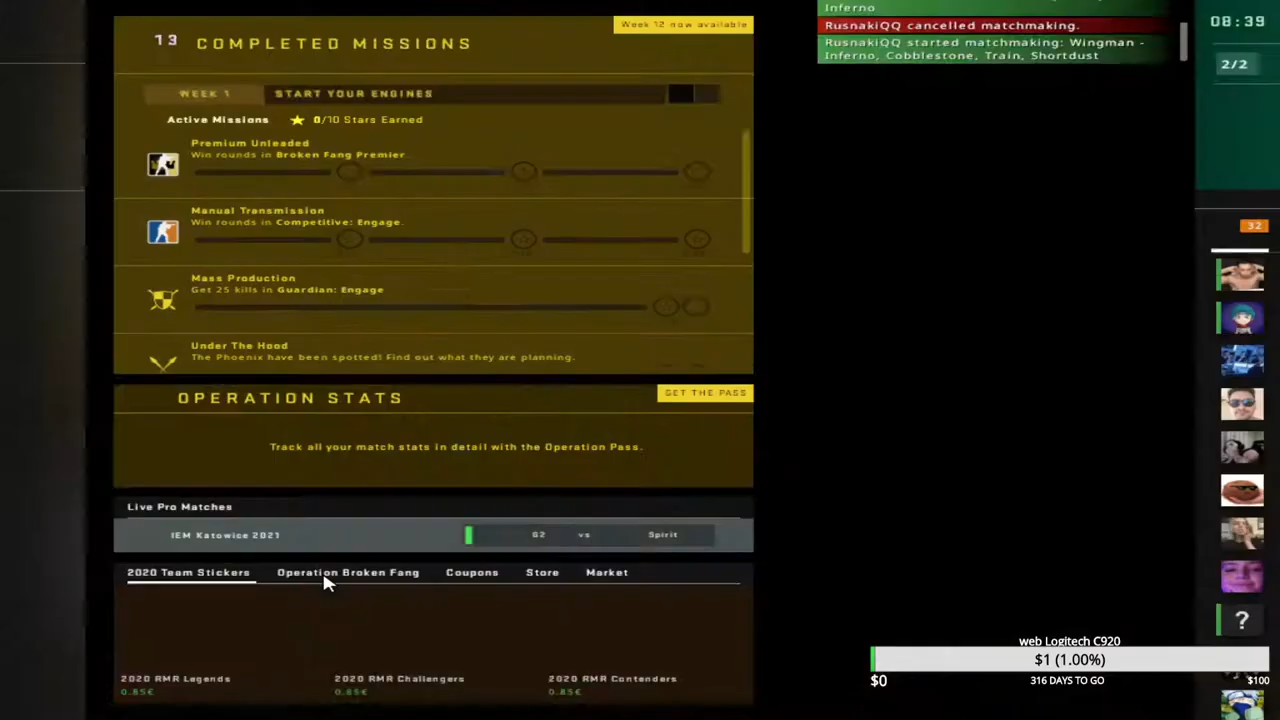 Week 12 now available
13 COMPLETED MISSIONS
WEEK 1 START YOUR ENGINES
Active Missions 0/10 Stars Earned
Premium Unleaded
Win rounds in Broken Fang Premier.
Manual Transmission
Win rounds in Competitive: Engage.
Mass Production
Get 25 kills in Guardian: Engage
Under The Hood
The Phoenix have been spotted! Find out what they are planning.
OPERATION STATS
GET THE PASS
Track all your match stats in detail with the Operation Pass.
Live Pro Matches
IEM Katowice 2021 G2 vs Spirit
2020 Team Stickers Operation Broken Fang Coupons Store Market
2020 RMR Legends 2020 RMR Challengers 2020 RMR Contenders
0.85€ 0.85€ 0.85€
Inferno
RusnakiQQ cancelled matchmaking.
RusnakiQQ started matchmaking: Wingman -
Inferno, Cobblestone, Train, Shortdust
08:39
2/2
32
?
web Logitech C920
$1 (1.00%)
$0 316 DAYS TO GO $100